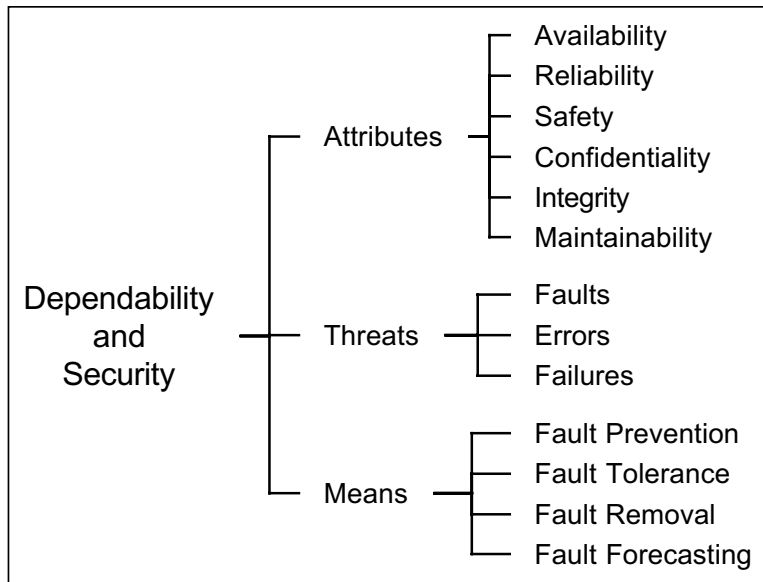 Dependability
and
Security
Attributes
Availability
Reliability
Safety
Confidentiality
Integrity
Maintainability
Threats
Faults
Errors
Failures
Means
Fault Prevention
Fault Tolerance
Fault Removal
Fault Forecasting